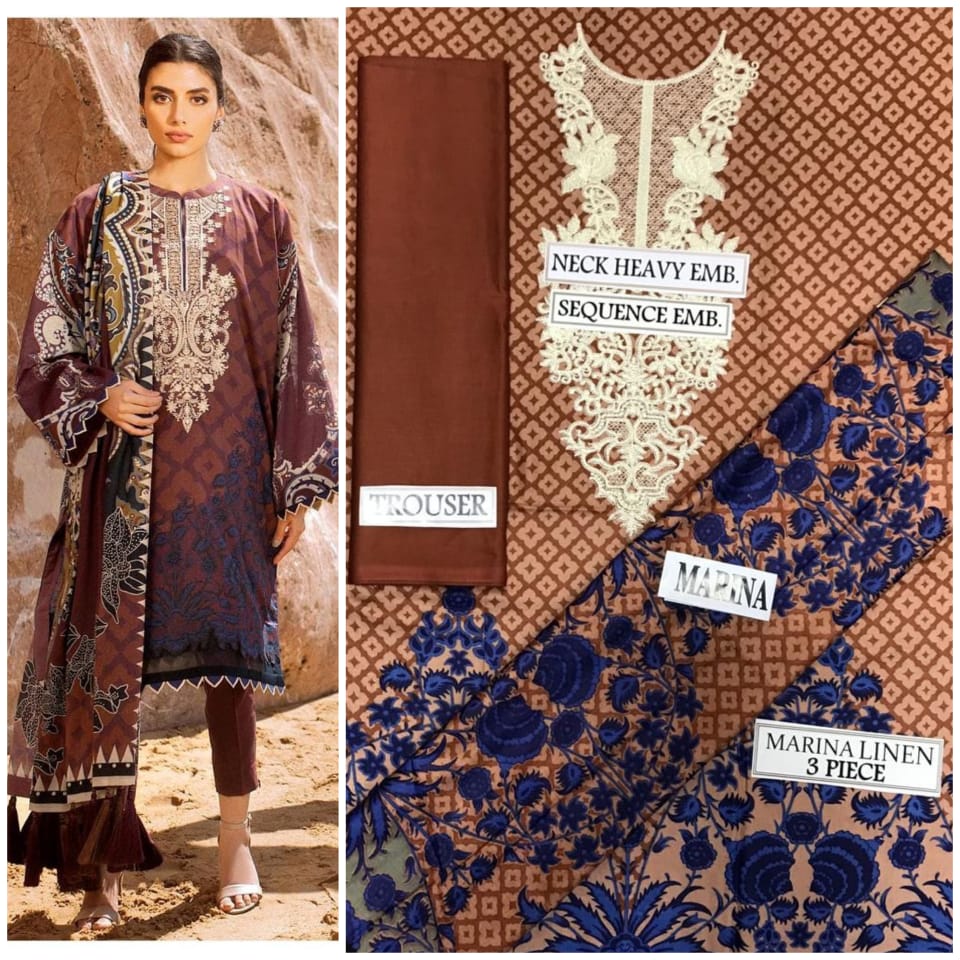 NECK HEAVY EMB.
SEQUENCE EMB.
TROUSER
MARINA
MARINA LINEN
3 PIECE